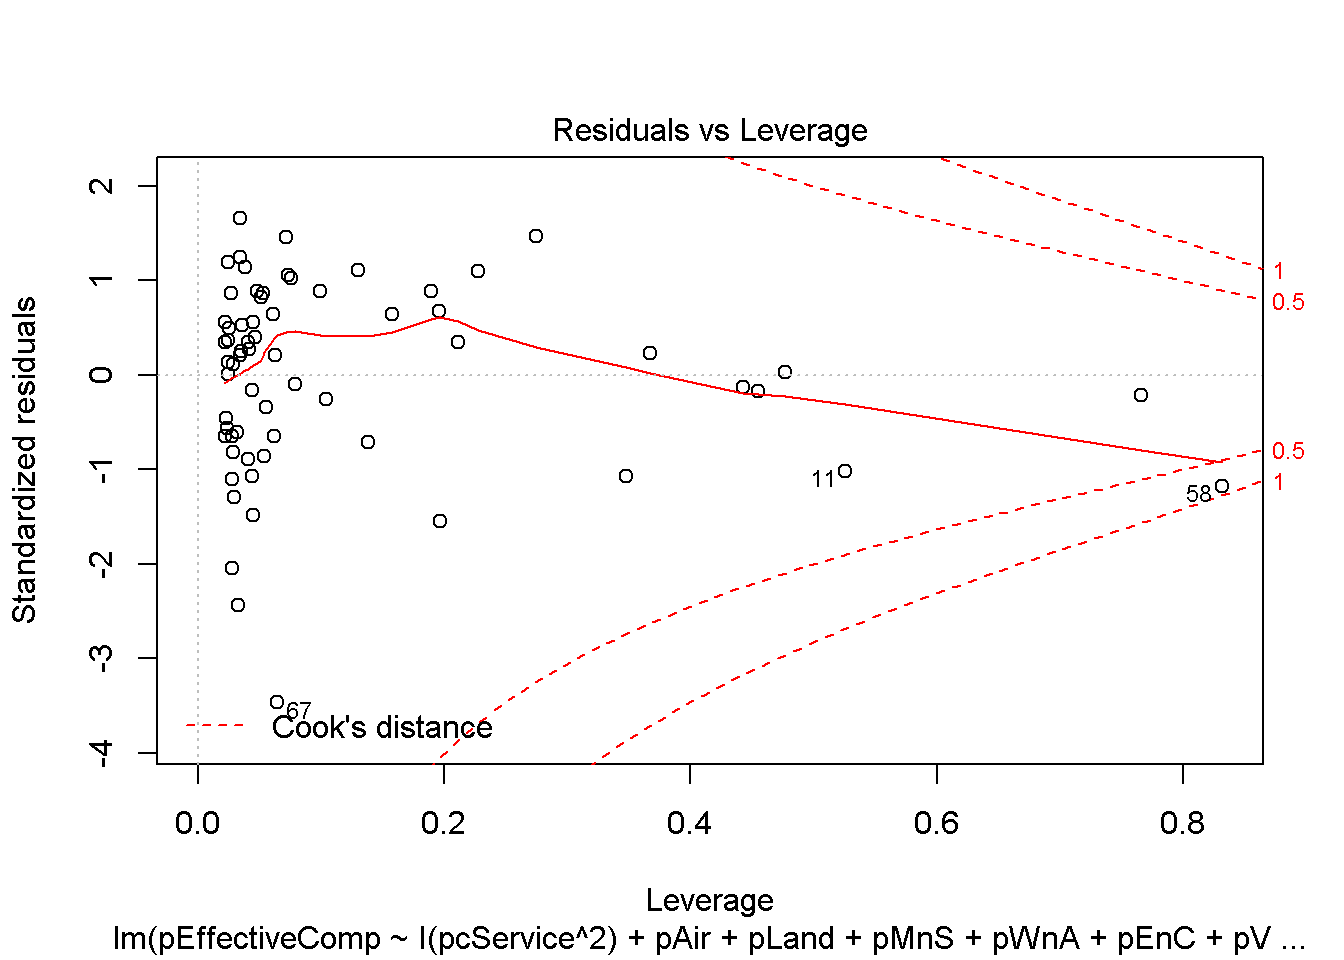 Residuals vs Leverage
Standardized residuals
2
1
0
-1
-2
-3
-4
1
0.5
0.5
1
11
58
67
Cook's distance
0.0 0.2 0.4 0.6 0.8
Leverage
lm(pEffectiveComp ~ I(pcService^2) + pAir + pLand + pMnS + pWnA + pEnC + pV ...